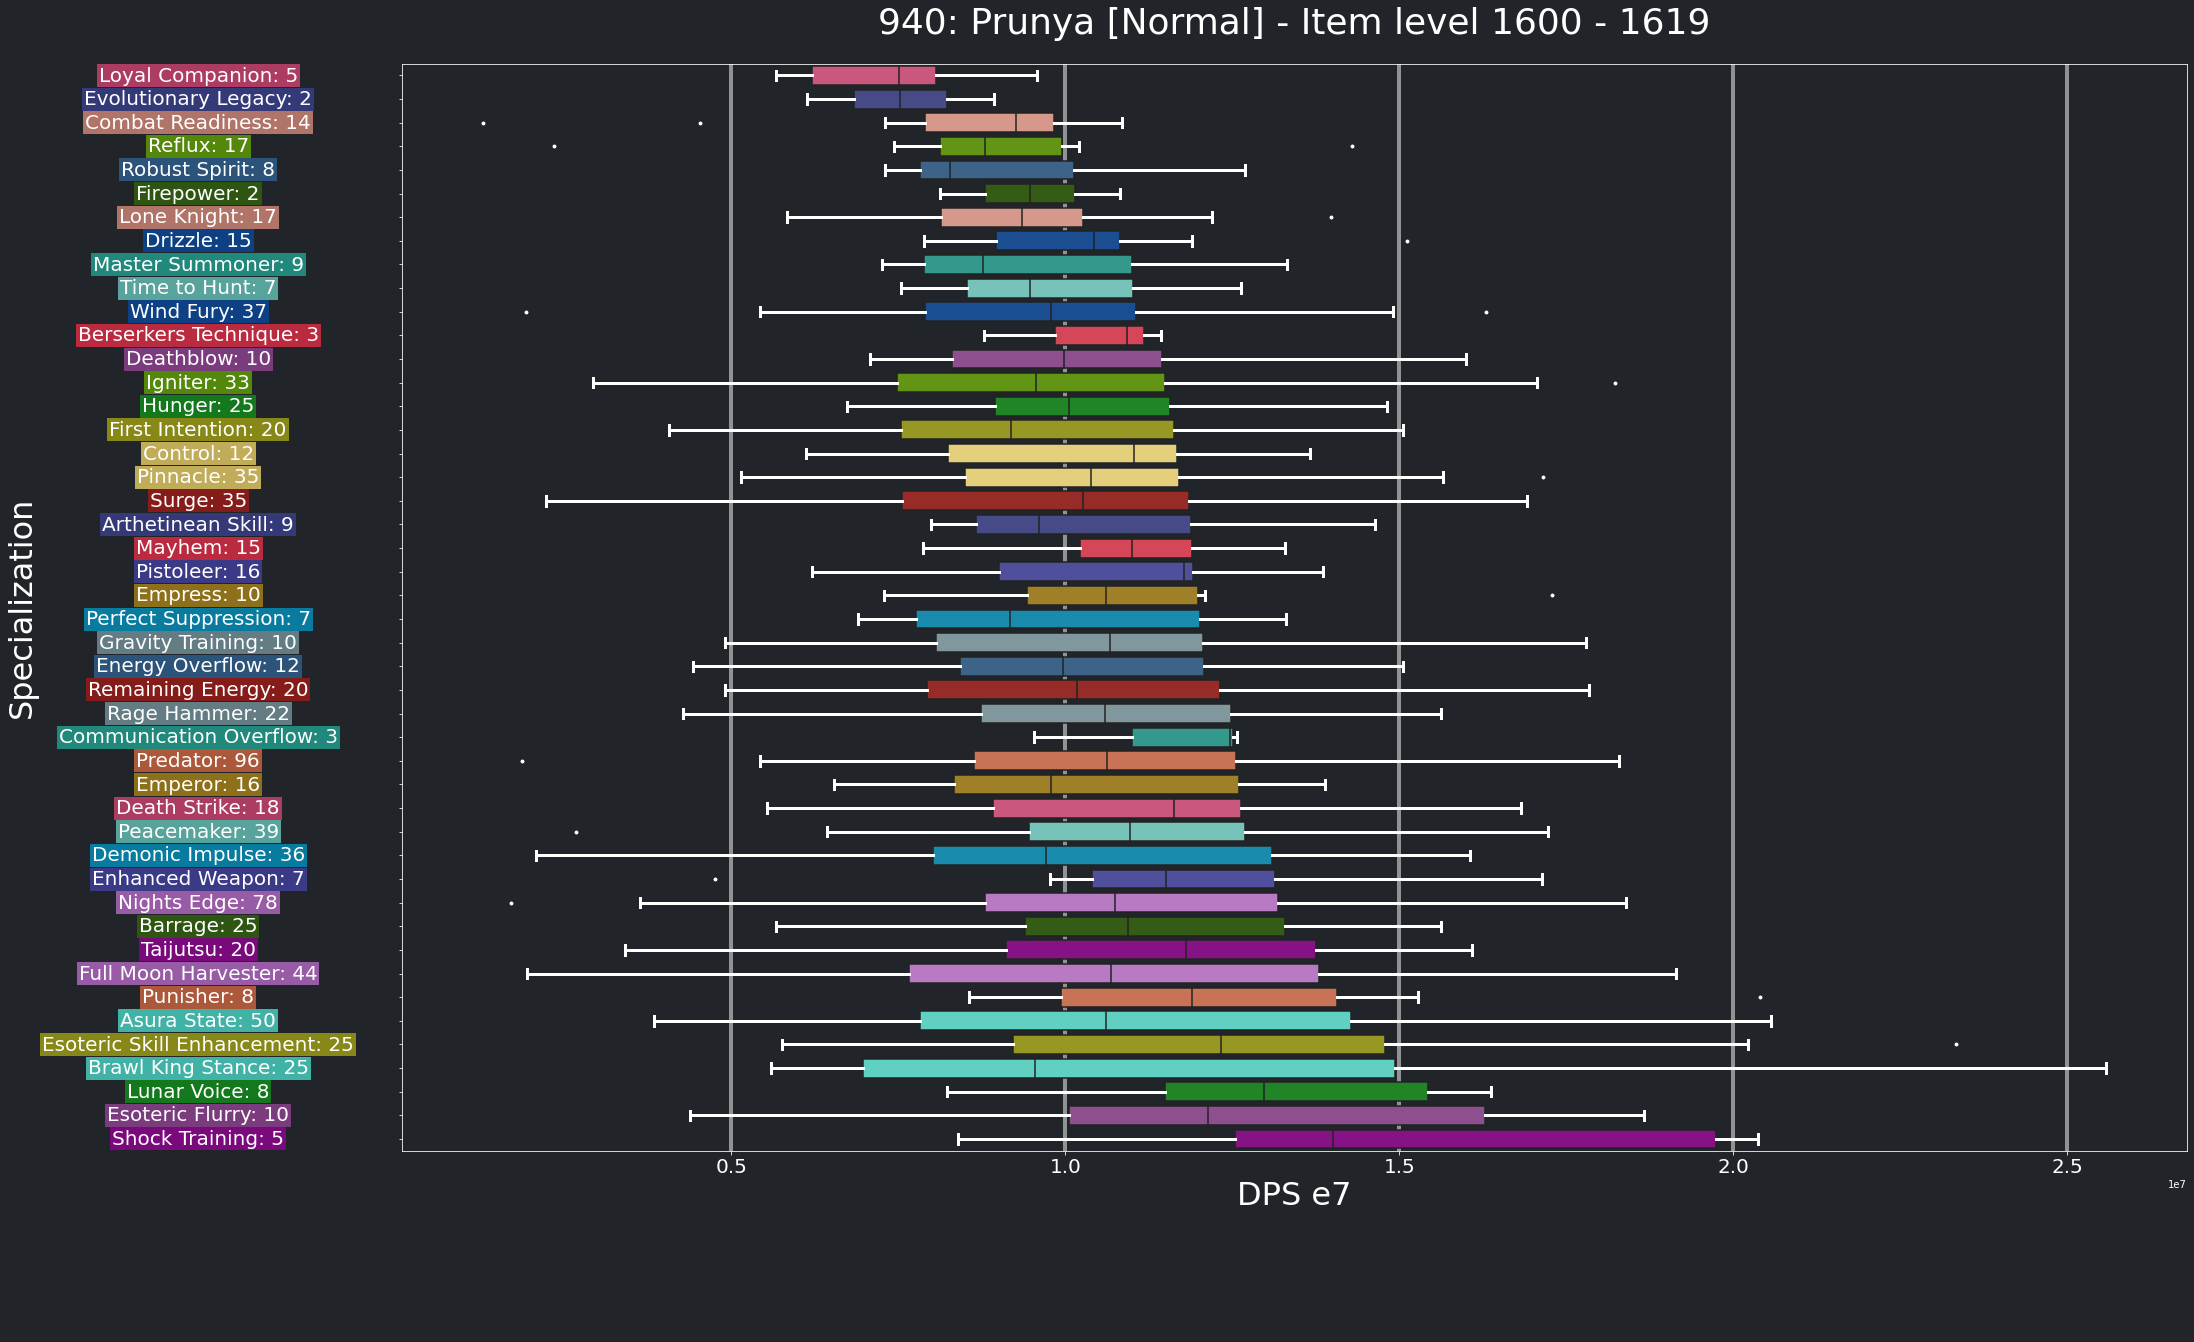 940: Prunya [Normal] - Item level 1600 - 1619
Loyal Companion: 5
Evolutionary Legacy: 2
Combat Readiness: 14
Reflux: 17
Robust Spirit: 8
Firepower: 2
Lone Knight: 17
Drizzle: 15
Master Summoner: 9
Time to Hunt: 7
Wind Fury: 37
Berserkers Technique: 3
Deathblow: 10
Igniter: 33
Hunger: 25
First Intention: 20
Control: 12
Pinnacle: 35
Surge: 35
Arthetinean Skill: 9
Mayhem: 15
Pistoleer: 16
Empress: 10
Perfect Suppression: 7
Gravity Training: 10
Energy Overflow: 12
Remaining Energy: 20
Rage Hammer: 22
Communication Overflow: 3
Predator: 96
Emperor: 16
Death Strike: 18
Peacemaker: 39
Demonic Impulse: 36
Enhanced Weapon: 7
Nights Edge: 78
Barrage: 25
Taijutsu: 20
Full Moon Harvester: 44
Punisher: 8
Asura State: 50
Esoteric Skill Enhancement: 25
Brawl King Stance: 25
Lunar Voice: 8
Esoteric Flurry: 10
Shock Training: 5
Specialization
0.5 1.0 1.5 2.0 2.5
1e7
DPS e7